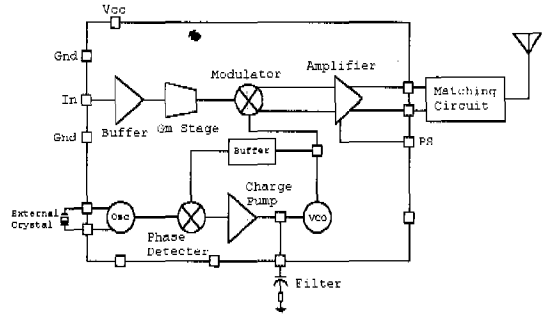 Vcc
Gnd
In
Gnd
Buffer
Gm Stage
Modulator
Amplifier
Matching
Circuit
PS
Buffer
External
Crystal
Osc
Phase
Detecter
Charge
Pump
VCO
Filter